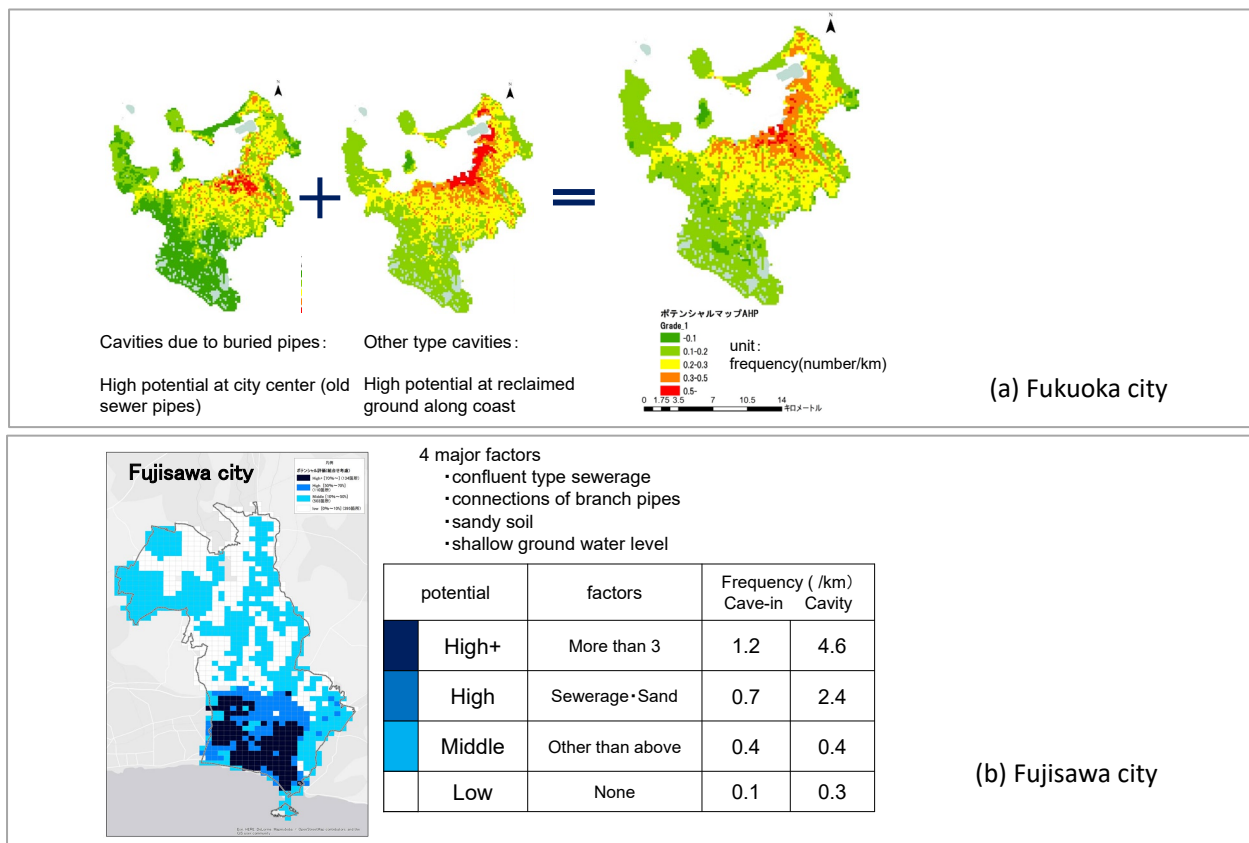 N
N
N
Cavities due to buried pipes：
High potential at city center (old
sewer pipes)
Other type cavities：
High potential at reclaimed
ground along coast
ポテンシャルマップAHP
Grade_1
-0.1
0.1-0.2
0.2-0.3
0.3-0.5
0.5-
unit：
frequency(number/km)
0 1.75 3.5 7 10.5 14
キロメートル
(a) Fukuoka city
Fujisawa city
凡例
4 major factors
・confluent type sewerage
・connections of branch pipes
・sandy soil
・shallow ground water level
potential factors Frequency ( /km）
Cave-in Cavity
High+ More than 3 1.2 4.6
High Sewerage・Sand 0.7 2.4
Middle Other than above 0.4 0.4
Low None 0.1 0.3
(b) Fujisawa city